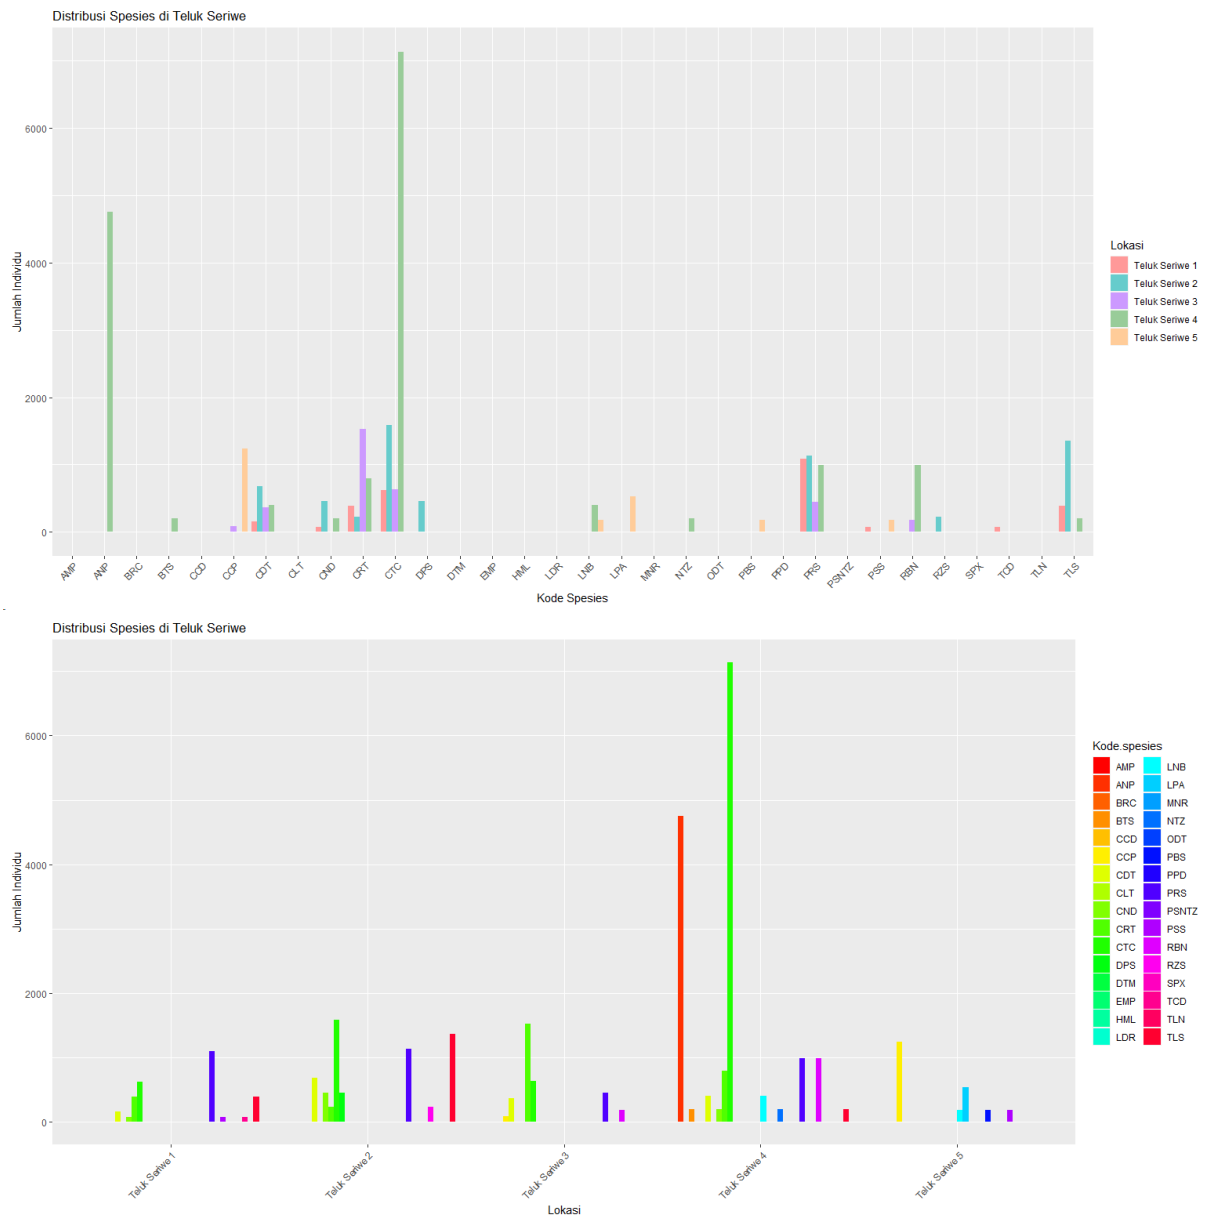 Distribusi Spesies di Teluk Seriwe
6000
4000
2000
0
Jumlah Individu
AMP ANP BRC BTS CCD CCP CDT CLT CND CRT CTC DPS DTM EMP HML LDR LNB LPA MNR NTZ ODT PBS PPD PRS PSNTZ PSS RBN RZS SPX TCD TLN TLS
Kode Spesies
Lokasi
Teluk Seriwe 1
Teluk Seriwe 2
Teluk Seriwe 3
Teluk Seriwe 4
Teluk Seriwe 5
Distribusi Spesies di Teluk Seriwe
6000
4000
2000
0
Jumlah Individu
Teluk Seriwe 1 Teluk Seriwe 2 Teluk Seriwe 3 Teluk Seriwe 4 Teluk Seriwe 5
Lokasi
Kode.spesies
AMP LNB
ANP LPA
BRC MNR
BTS NTZ
CCD ODT
CCP PBS
CDT PPD
CLT PRS
CND PSNTZ
CRT PSS
CTC RBN
DPS RZS
DTM SPX
EMP TCD
HML TLN
LDR TLS